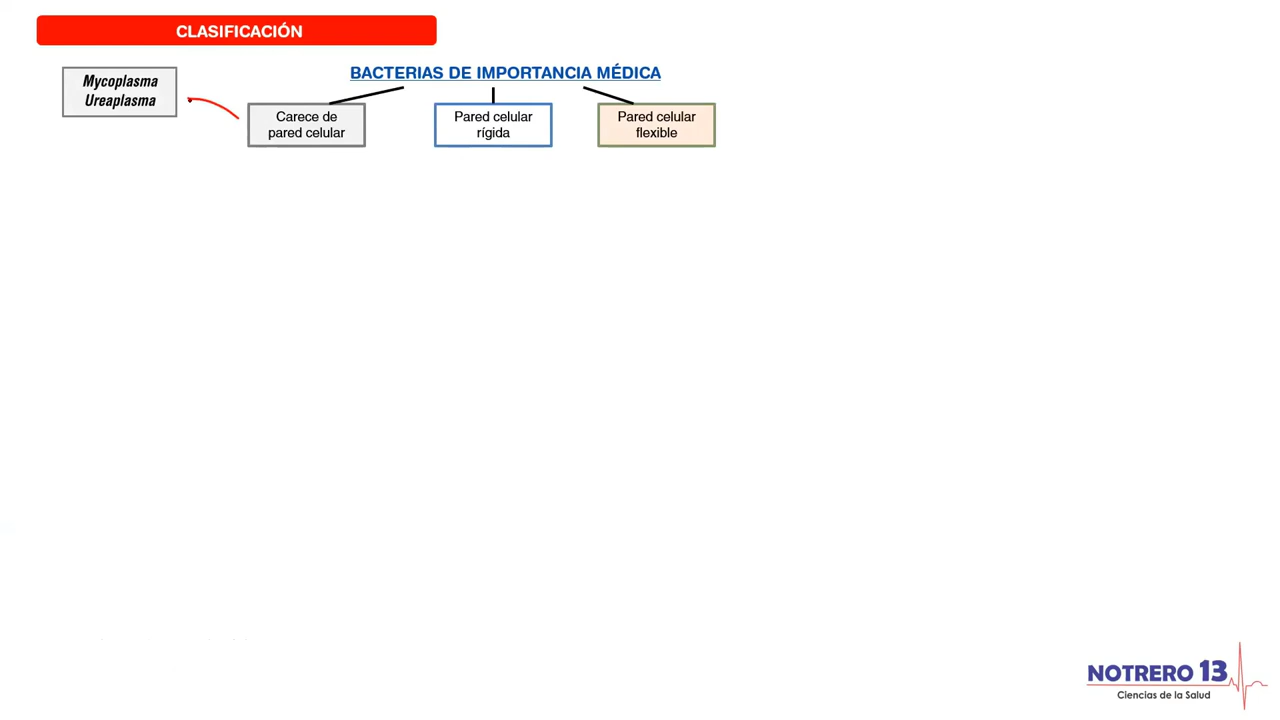 CLASIFICACIÓN
BACTERIAS DE IMPORTANCIA MÉDICA
Mycoplasma
Ureaplasma
Carece de
pared celular
Pared celular
rígida
Pared celular
flexible
NOTRERO 13
Ciencias de la Salud